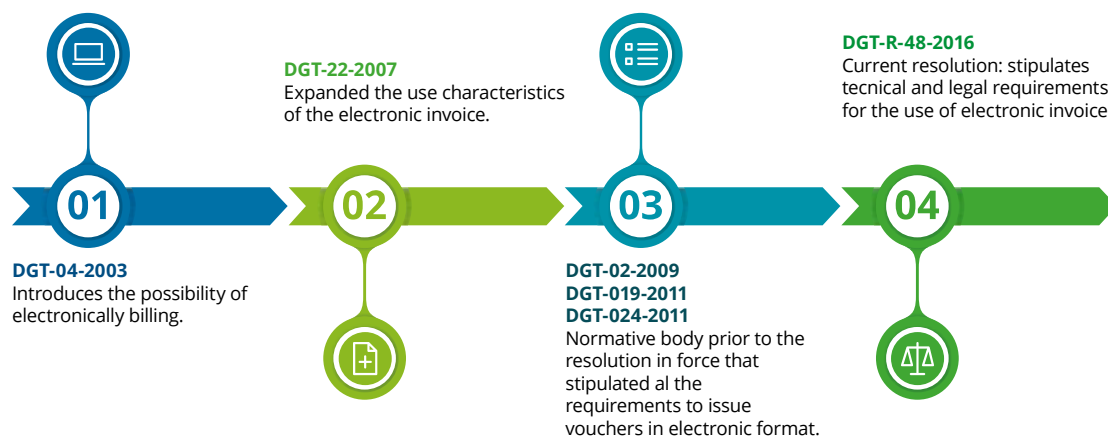 01
DGT-04-2003
Introduces the possibility of
electronically billing.
DGT-22-2007
Expanded the use characteristics
of the electronic invoice.
02
03
DGT-02-2009
DGT-019-2011
DGT-024-2011
Normative body prior to the
resolution in force that
stipulated al the
requirements to issue
vouchers in electronic format.
DGT-R-48-2016
Current resolution: stipulates
tecnical and legal requirements
for the use of electronic invoice
04